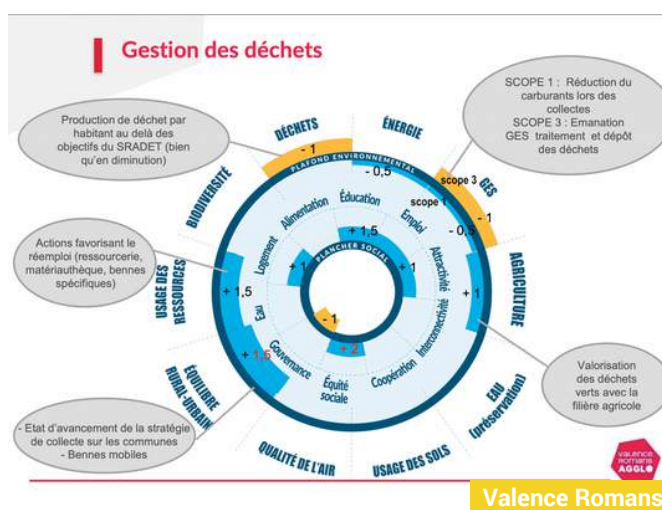 Gestion des déchets
Production de déchet par
habitant au delà des
objectifs du SRADET (bien
qu'en diminution)
SCOPE 1 : Réduction du
carburants lors des
collectes
SCOPE 3 : Emanation
GES traitement et dépôt
des déchets
Actions favorisant le
réemploi (ressourcerie,
matériauthèque, bennes
spécifiques)
Valorisation
des déchets
verts avec la
filière agricole
- Etat d'avancement de la stratégie
de collecte sur les communes
- Bennes mobiles
DÉCHETS
ÉNERGIE
GES
AGRICULTURE
EAU
(préservation)
USAGE DES SOLS
QUALITÉ DE L'AIR
ÉQUILIBRE
RURAL-URBAIN
USAGE DES
RESSOURCES
BIODIVERSITÉ
- 1
PLAFOND ENVIRONNEMENTAL
- 0,5
scope 3
scope 1
- 1
- 0,5
+ 1
+ 1,5
+ 1,5
Éducation
Emploi
Attractivité
Interconnectivité
Coopération
Équité
sociale
Gouvernance
Eau
Logement
Alimentation
+ 1,5
PLANCHER SOCIAL
+ 1
+ 1
- 1
+ 2
VALENCE
ROMANS
AGGLO
Valence Romans